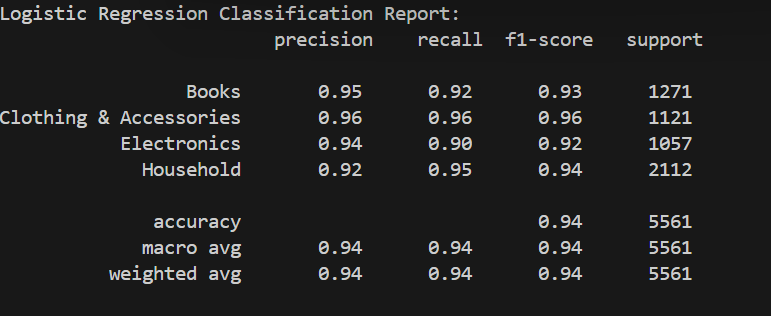 Logistic Regression Classification Report:
precision recall f1-score support
Books 0.95 0.92 0.93 1271
Clothing & Accessories 0.96 0.96 0.96 1121
Electronics 0.94 0.90 0.92 1057
Household 0.92 0.95 0.94 2112
accuracy 0.94 5561
macro avg 0.94 0.94 0.94 5561
weighted avg 0.94 0.94 0.94 5561